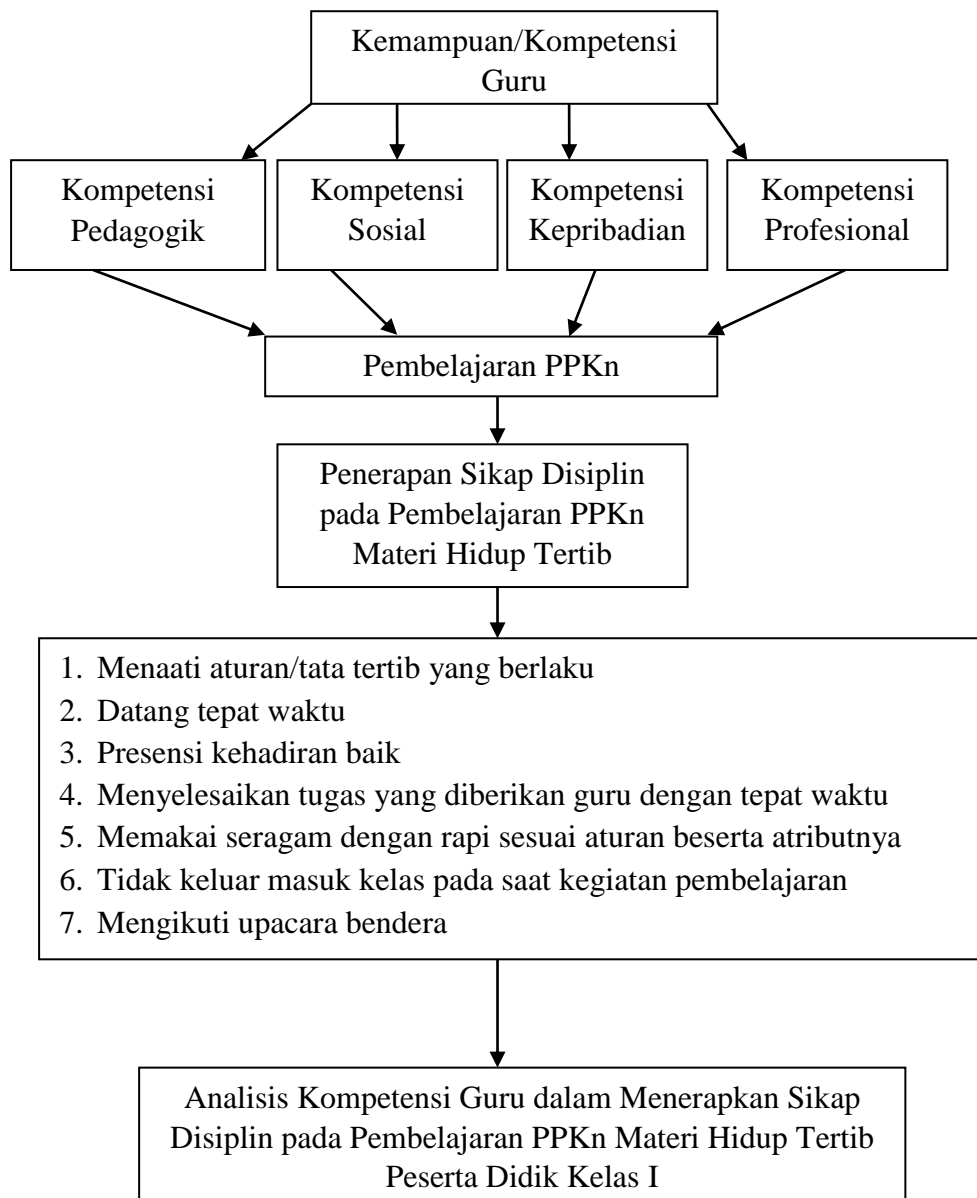 Kemampuan/Kompetensi
Guru
Kompetensi
Pedagogik
Kompetensi
Sosial
Kompetensi
Kepribadian
Kompetensi
Profesional
Pembelajaran PPKn
Penerapan Sikap Disiplin
pada Pembelajaran PPKn
Materi Hidup Tertib
1. Menaati aturan/tata tertib yang berlaku
2. Datang tepat waktu
3. Presensi kehadiran baik
4. Menyelesaikan tugas yang diberikan guru dengan tepat waktu
5. Memakai seragam dengan rapi sesuai aturan beserta atributnya
6. Tidak keluar masuk kelas pada saat kegiatan pembelajaran
7. Mengikuti upacara bendera
Analisis Kompetensi Guru dalam Menerapkan Sikap
Disiplin pada Pembelajaran PPKn Materi Hidup Tertib
Peserta Didik Kelas I